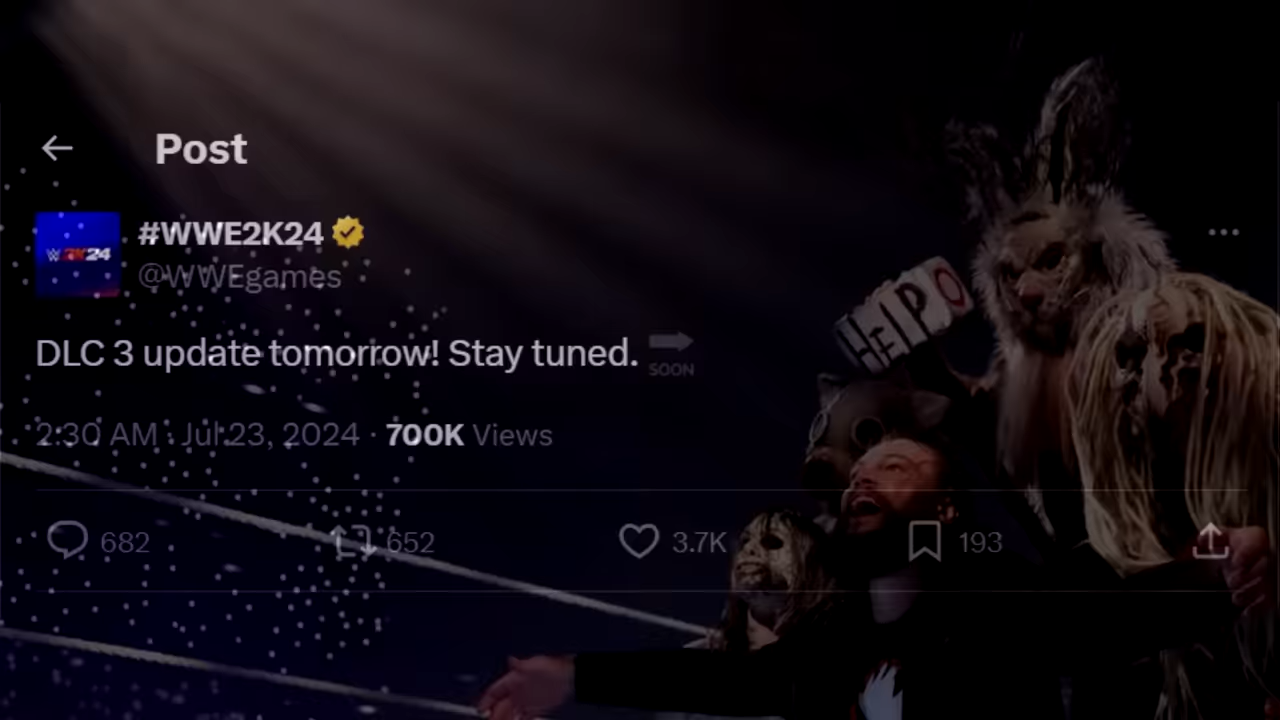 Post
#WWE2K24
W 2K24
@WWEgames
DLC 3 update tomorrow! Stay tuned.
SOON
2:30 AM · Jul 23, 2024 · 700K Views
682 652 3.7K 193
HELP